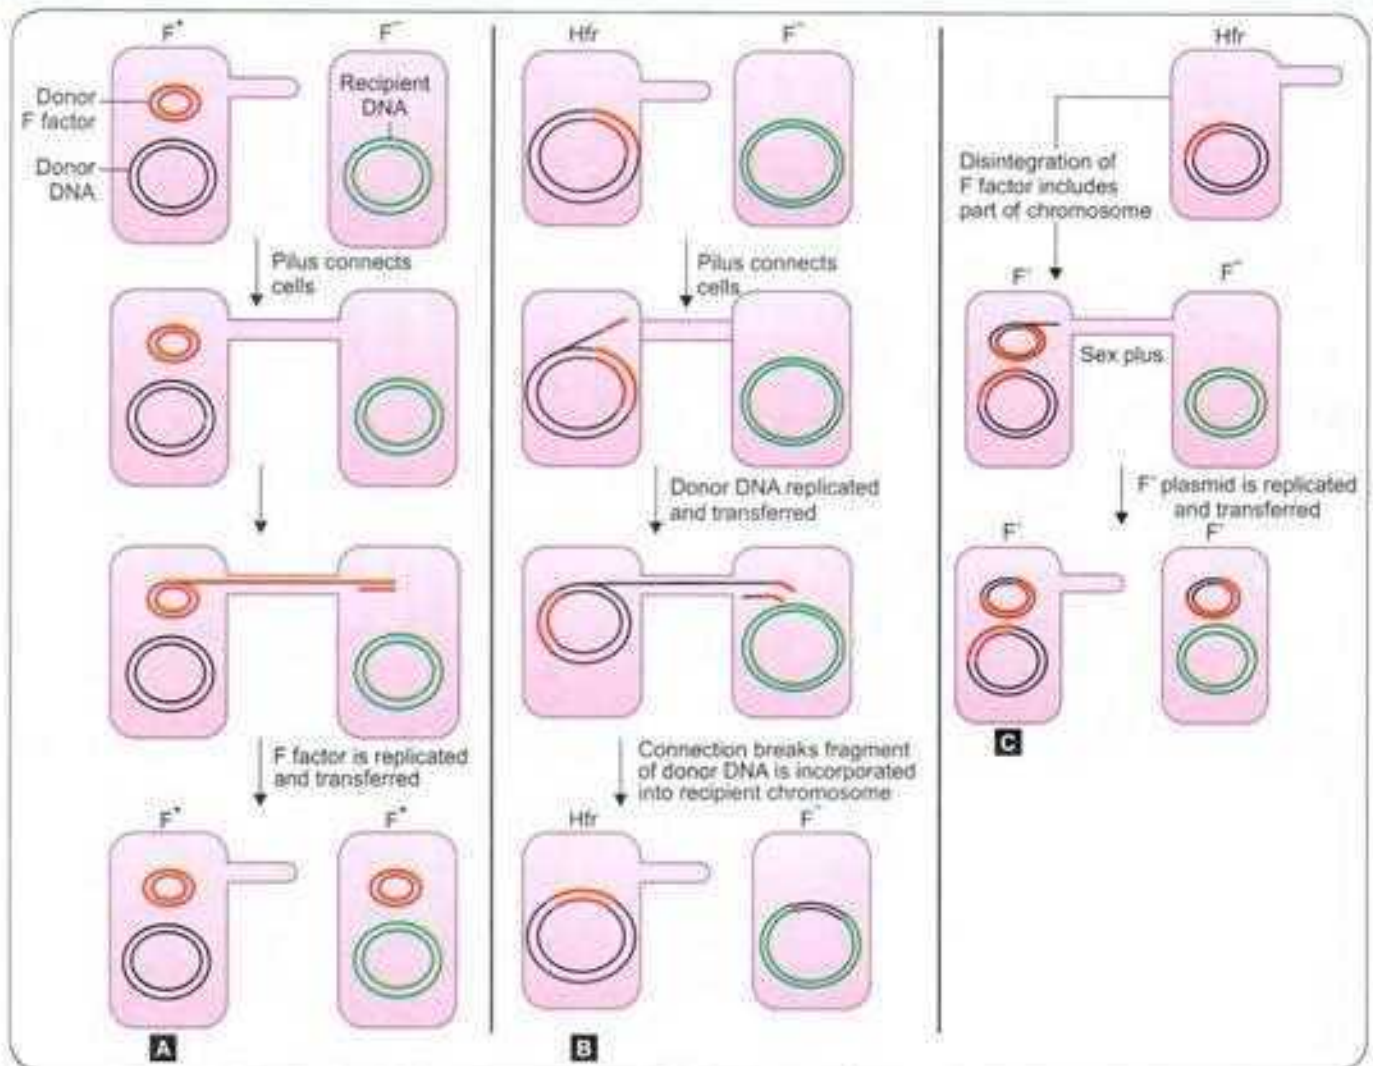 F⁺
F⁻
Donor
F factor
Donor
DNA
Recipient
DNA
Pilus connects
cells
F factor is replicated
and transferred
F⁺
F⁺
A
Hfr
F⁻
Pilus connects
cells
Donor DNA replicated
and transferred
Connection breaks fragment
of donor DNA is incorporated
into recipient chromosome
Hfr
F⁻
B
Hfr
Disintegration of
F factor includes
part of chromosome
F'
F⁻
Sex plus
F' plasmid is replicated
and transferred
F'
F'
C